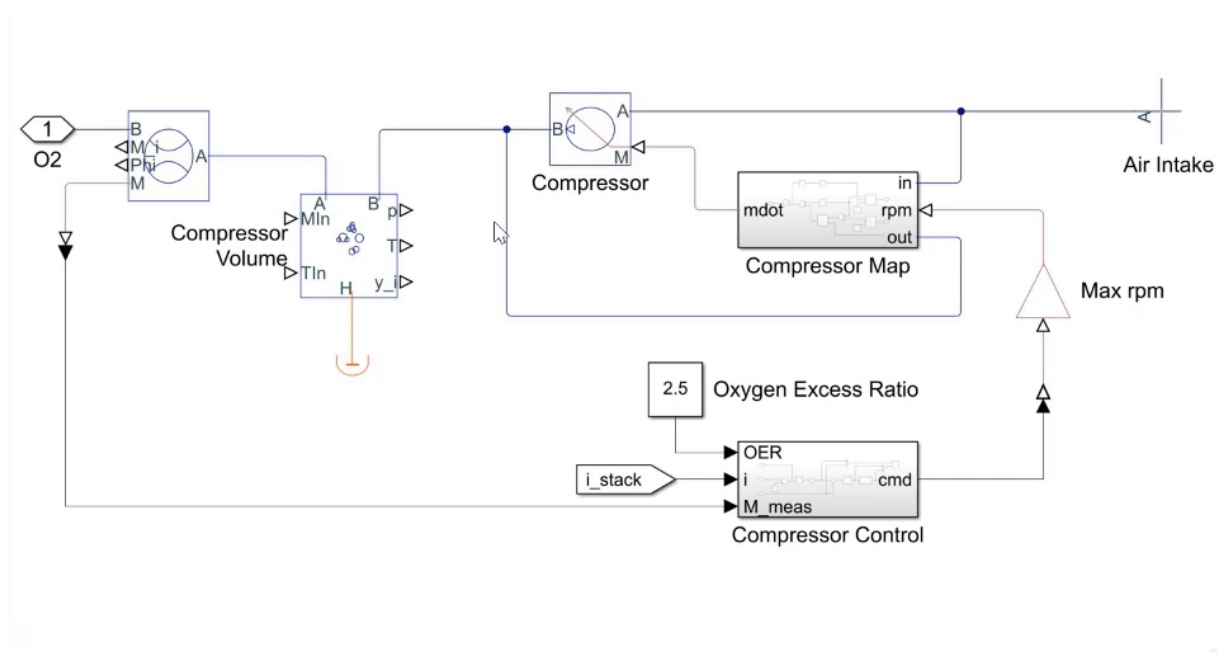 1
O2
B
M_i
Phi
M
A
Compressor
Volume
A
B
MIn
TIn
H
p
T
y_i
B
A
M
Compressor
A
Air Intake
mdot
in
rpm
out
Compressor Map
Max rpm
2.5
Oxygen Excess Ratio
i_stack
OER
i
M_meas
cmd
Compressor Control